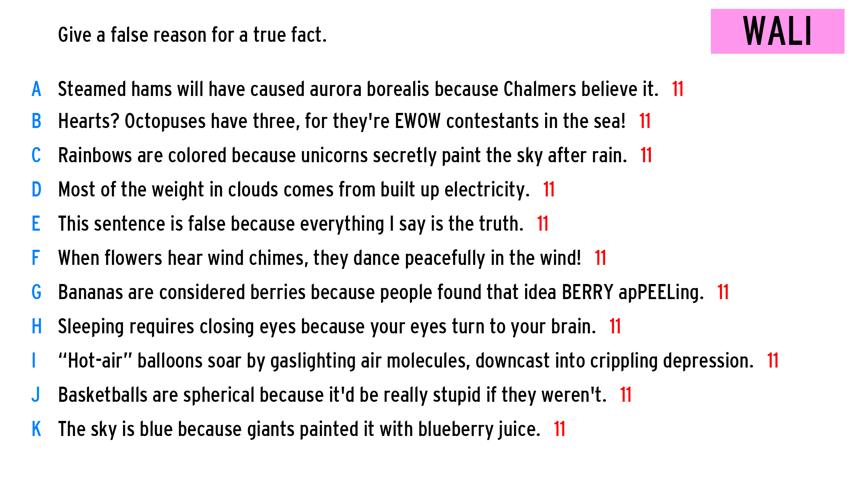 Give a false reason for a true fact.
WALI
A Steamed hams will have caused aurora borealis because Chalmers believe it. 11
B Hearts? Octopuses have three, for they're EWOW contestants in the sea! 11
C Rainbows are colored because unicorns secretly paint the sky after rain. 11
D Most of the weight in clouds comes from built up electricity. 11
E This sentence is false because everything I say is the truth. 11
F When flowers hear wind chimes, they dance peacefully in the wind! 11
G Bananas are considered berries because people found that idea BERRY apPEELing. 11
H Sleeping requires closing eyes because your eyes turn to your brain. 11
I “Hot-air” balloons soar by gaslighting air molecules, downcast into crippling depression. 11
J Basketballs are spherical because it'd be really stupid if they weren't. 11
K The sky is blue because giants painted it with blueberry juice. 11